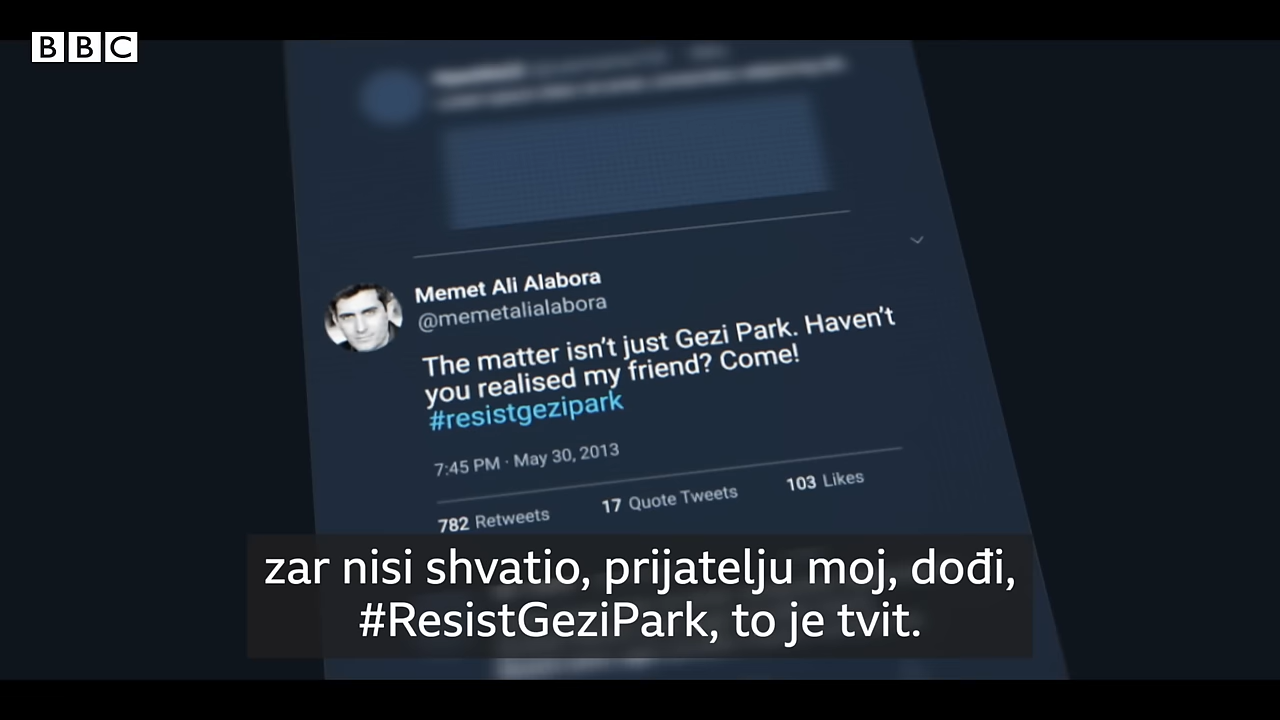 BBC
Memet Ali Alabora
@memetalialabora
The matter isn't just Gezi Park. Haven't
you realised my friend? Come!
#resistgezipark
7:45 PM · May 30, 2013
782 Retweets 17 Quote Tweets 103 Likes
zar nisi shvatio, prijatelju moj, dođi,
#ResistGeziPark, to je tvit.